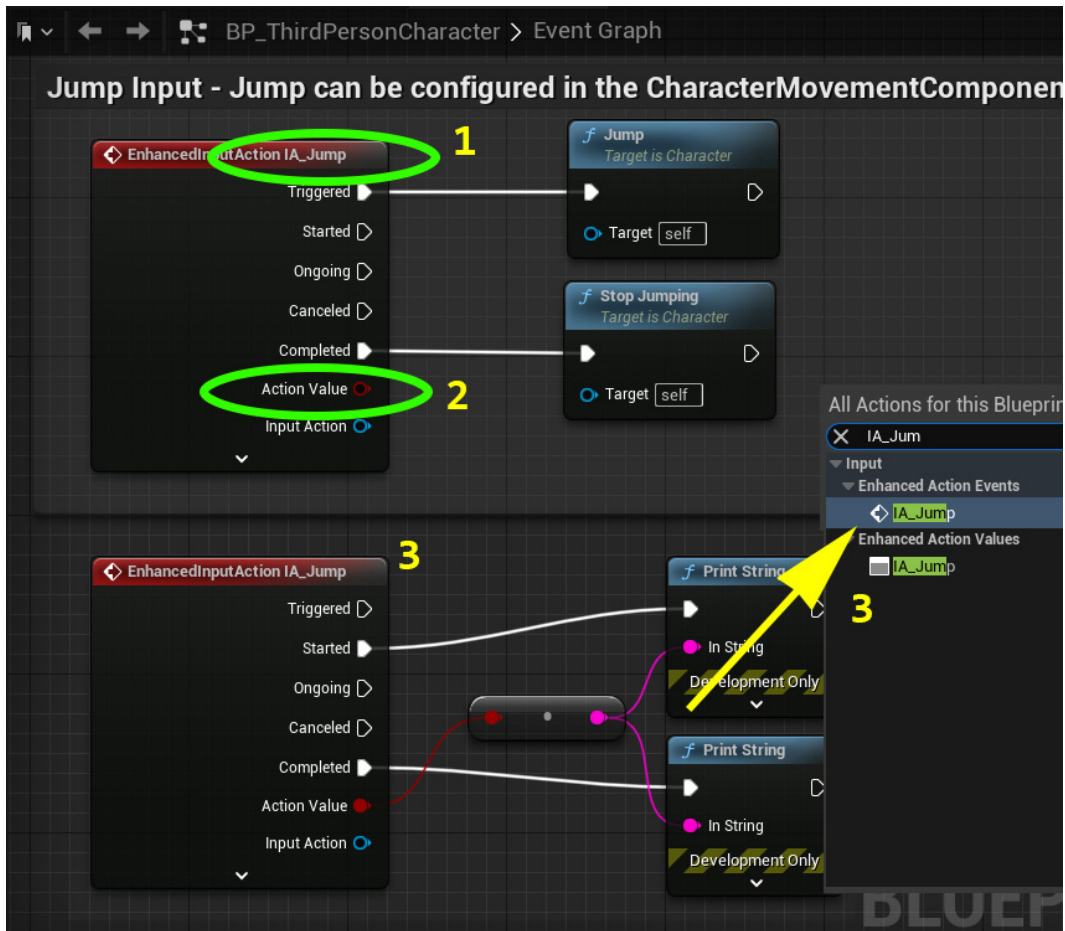 BP_ThirdPersonCharacter > Event Graph
Jump Input - Jump can be configured in the CharacterMovementComponen
EnhancedInputAction IA_Jump
1
Triggered
Started
Ongoing
Canceled
Completed
Action Value
2
Input Action
f Jump
Target is Character
Target self
f Stop Jumping
Target is Character
Target self
All Actions for this Blueprin
IA_Jum
Input
Enhanced Action Events
IA_Jump
Enhanced Action Values
IA_Jump
3
EnhancedInputAction IA_Jump
3
Triggered
Started
Ongoing
Canceled
Completed
Action Value
Input Action
f Print String
In String
Development Only
f Print String
In String
Development Only
BLUEP